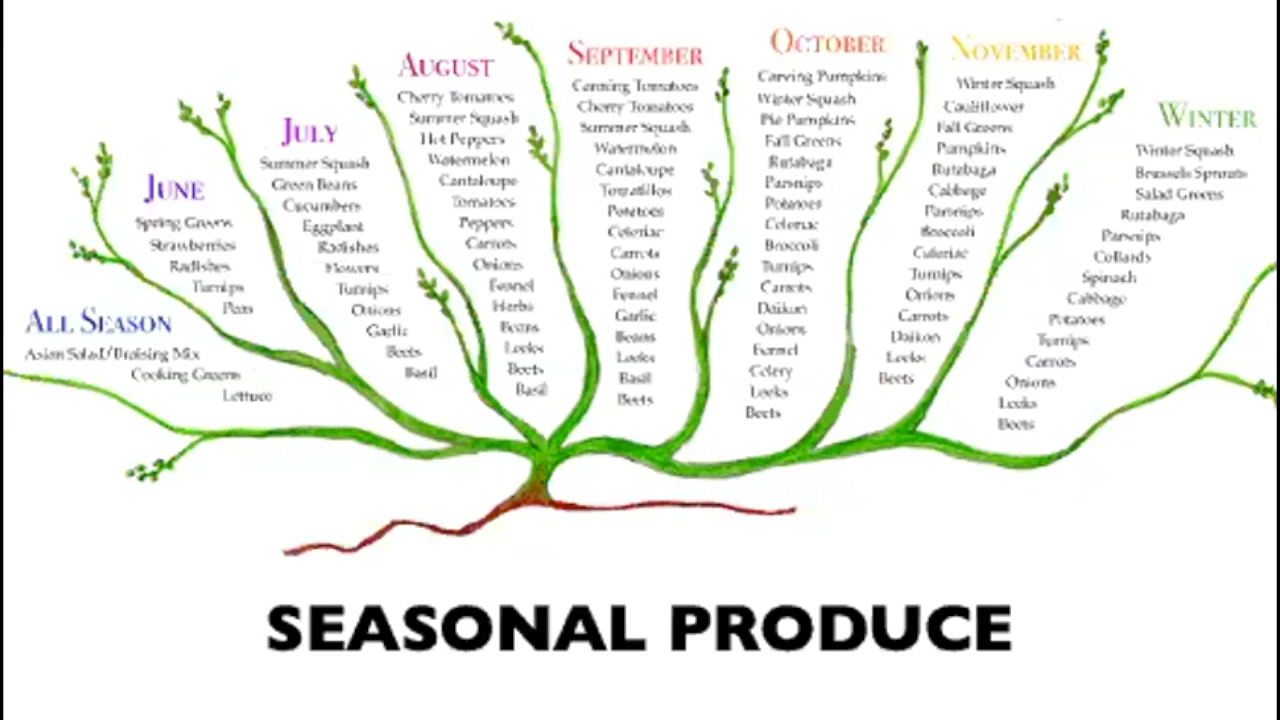 ALL SEASON
Asian Salad/Braising Mix
Cooking Greens
Lettuce
JUNE
Spring Greens
Strawberries
Radishes
Turnips
Peas
JULY
Summer Squash
Green Beans
Cucumbers
Eggplant
Radishes
Flowers
Turnips
Onions
Garlic
Beets
Basil
AUGUST
Cherry Tomatoes
Summer Squash
Hot Peppers
Watermelon
Cantaloupe
Tomatoes
Peppers
Carrots
Onions
Fennel
Herbs
Beans
Leeks
Beets
Basil
SEPTEMBER
Canning Tomatoes
Cherry Tomatoes
Summer Squash
Watermelon
Cantaloupe
Tomatillos
Potatoes
Celeriac
Carrots
Onions
Fennel
Garlic
Beans
Leeks
Basil
Beets
OCTOBER
Carving Pumpkins
Winter Squash
Pie Pumpkins
Fall Greens
Rutabaga
Parsnips
Potatoes
Celeriac
Broccoli
Turnips
Carrots
Daikon
Onions
Fennel
Celery
Leeks
Beets
NOVEMBER
Winter Squash
Cauliflower
Fall Greens
Pumpkins
Rutabaga
Cabbage
Parsnips
Broccoli
Celeriac
Turnips
Onions
Carrots
Daikon
Leeks
Beets
WINTER
Winter Squash
Brussels Sprouts
Salad Greens
Rutabaga
Parsnips
Collards
Spinach
Cabbage
Potatoes
Turnips
Carrots
Onions
Leeks
Beets
SEASONAL PRODUCE